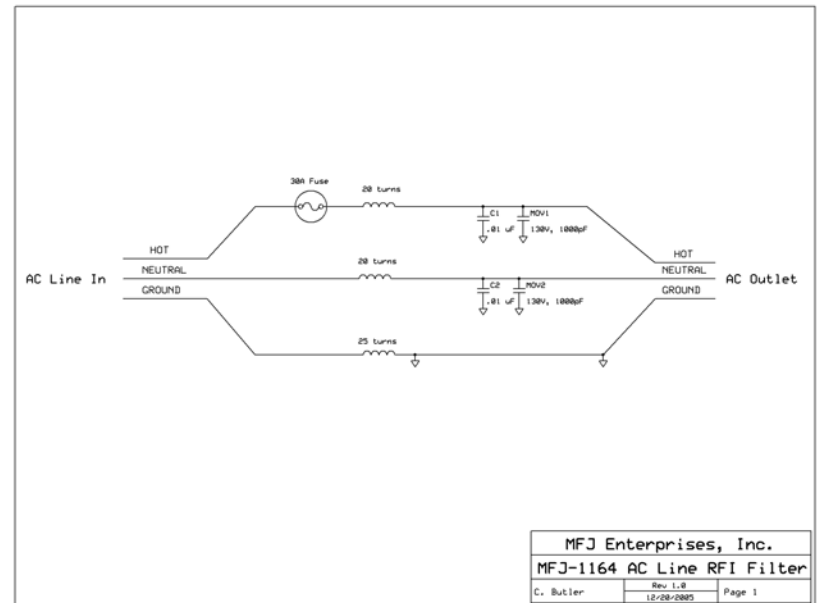 30A Fuse
20 turns
C1
MOV1
.01 uF
130V, 1000pF
HOT
HOT
AC Line In
NEUTRAL
20 turns
NEUTRAL
AC Outlet
GROUND
C2
MOV2
GROUND
.01 uF
130V, 1000pF
25 turns
MFJ Enterprises, Inc.
MFJ-1164 AC Line RFI Filter
C. Butler
Rev 1.0
12/20/2005
Page 1